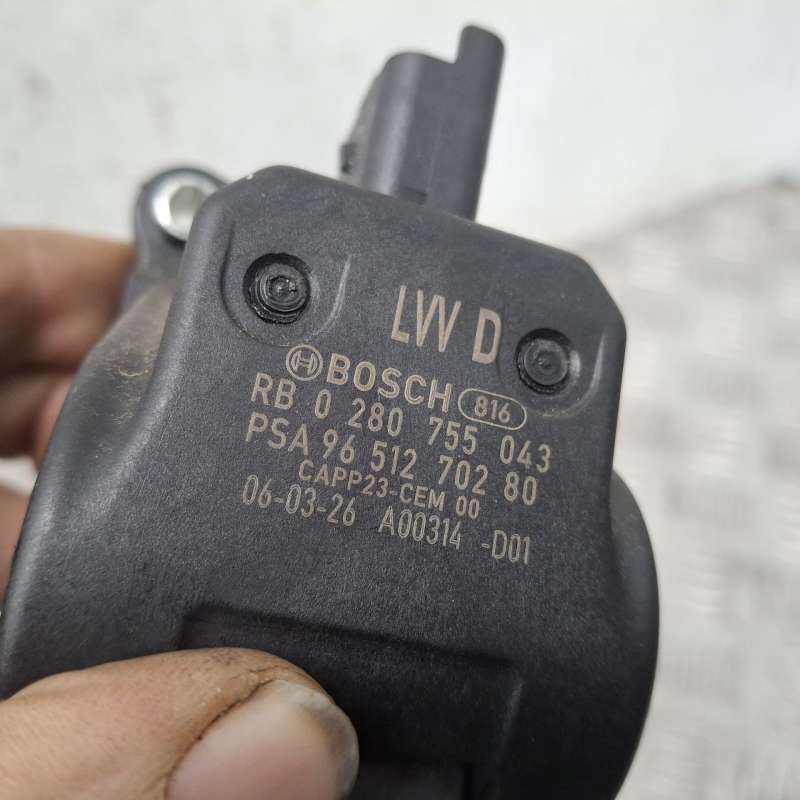 LW D
BOSCH 816
RB 0 280 755 043
PSA 96 512 702 80
CAPP23-CEM 00
06-03-26 A00314 -D01